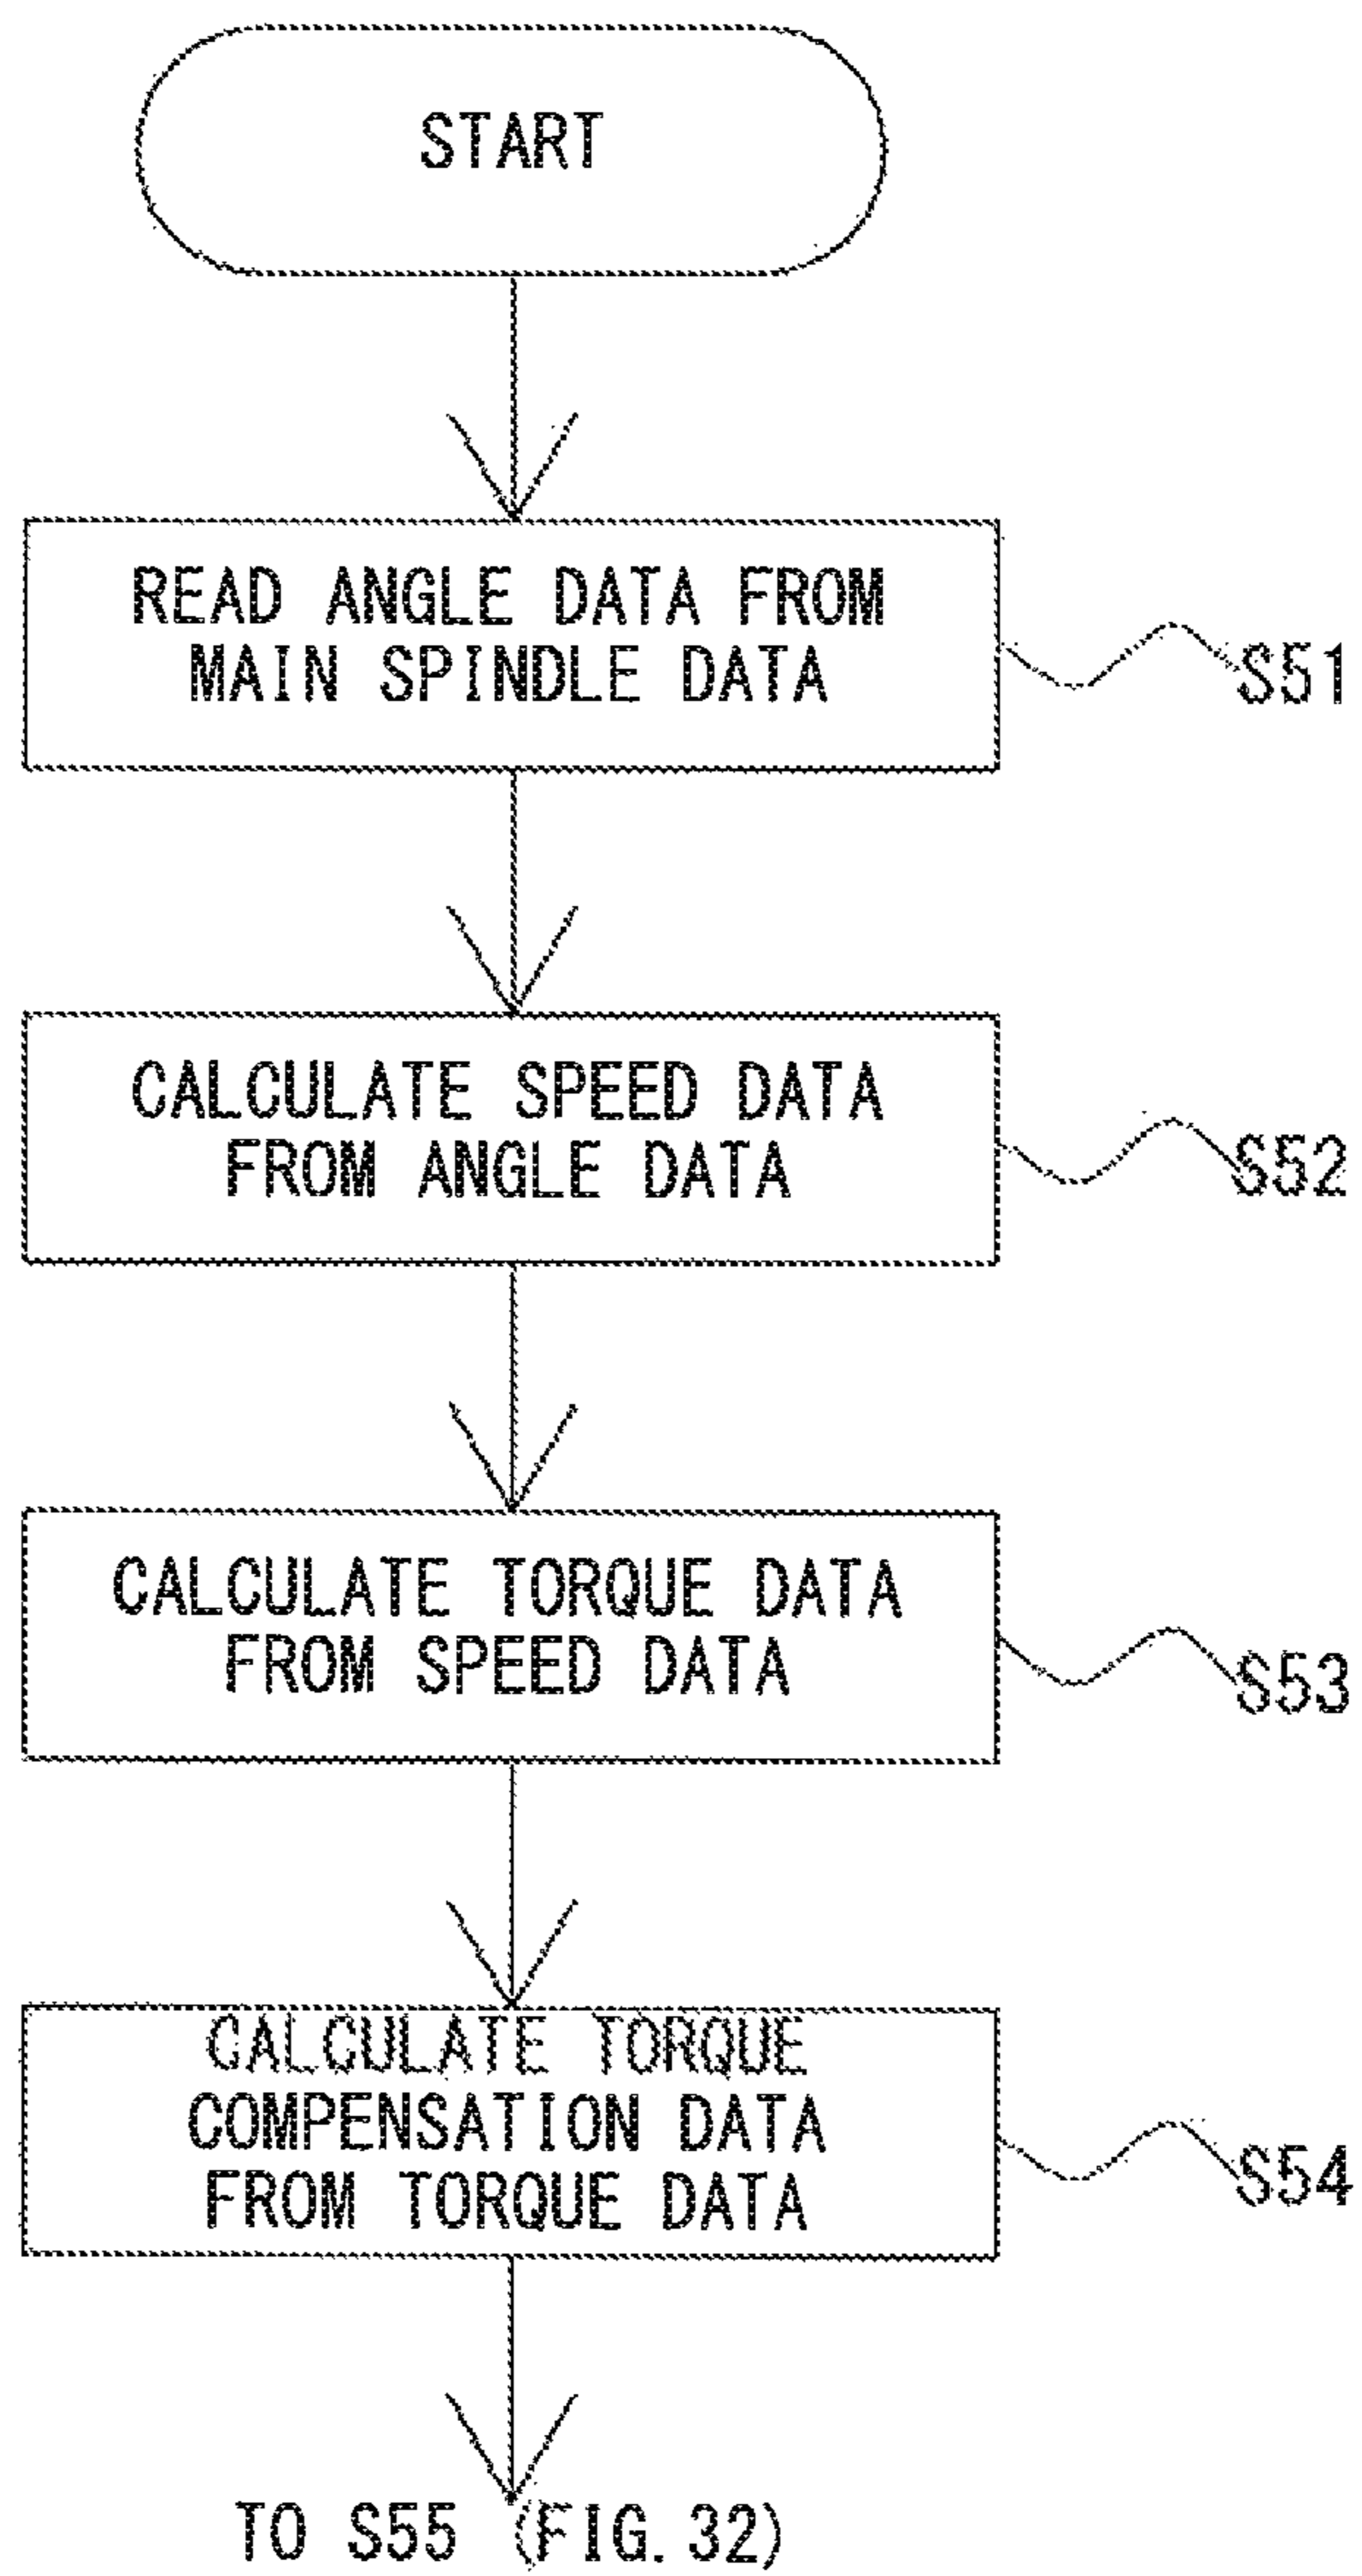 START
READ ANGLE DATA FROM
MAIN SPINDLE DATA
S51
CALCULATE SPEED DATA
FROM ANGLE DATA
S52
CALCULATE TORQUE DATA
FROM SPEED DATA
S53
CALCULATE TORQUE
COMPENSATION DATA
FROM TORQUE DATA
S54
TO S55 (FIG. 32)